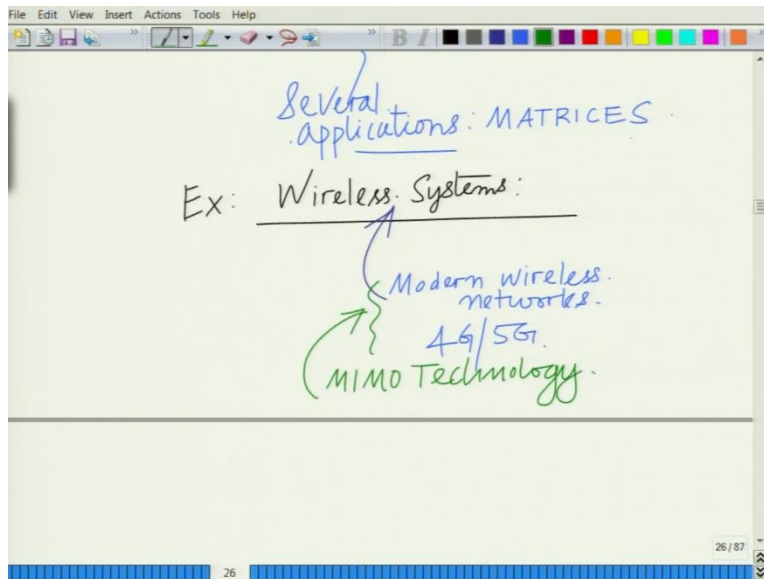 File Edit View Insert Actions Tools Help
B I
Several
applications: MATRICES.
Ex: Wireless Systems:
Modern wireless
networks.
4G/5G.
MIMO Technology.
26/87
26